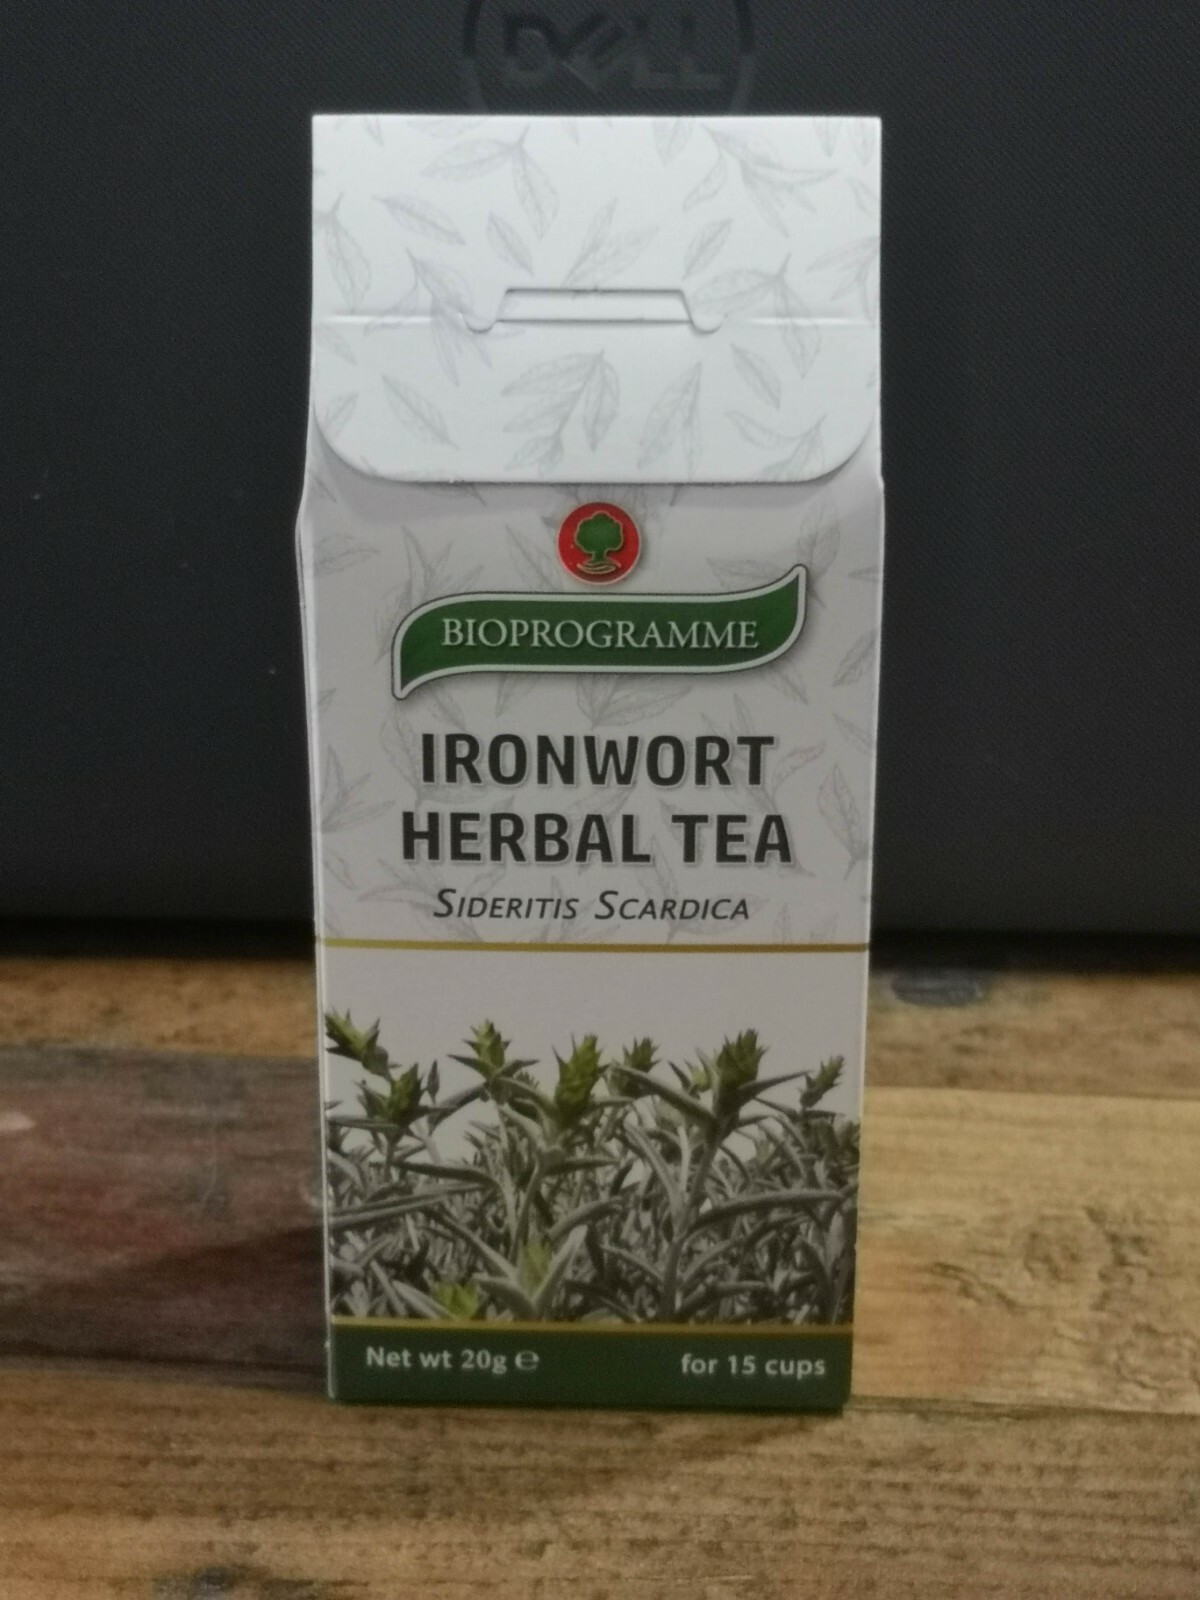 DELL
BIOPROGRAMME
IRONWORT
HERBAL TEA
SIDERITIS SCARDICA
Net wt 20g ℮
for 15 cups